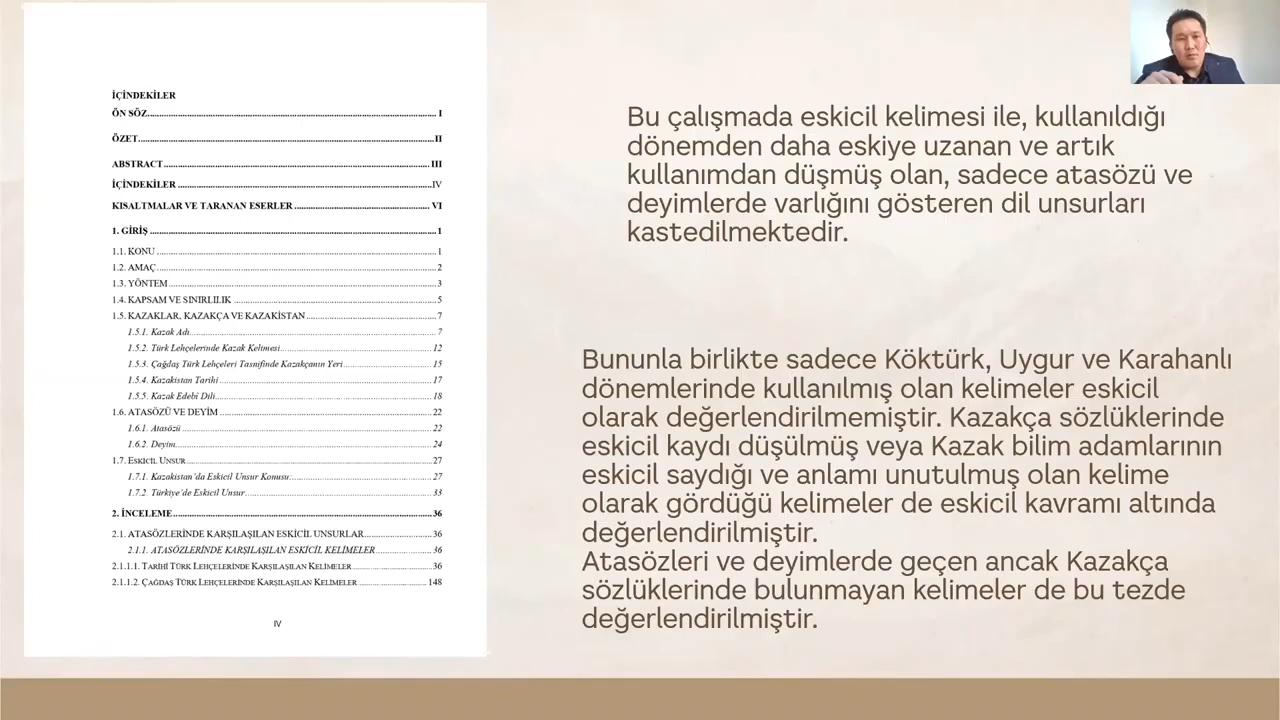 İÇİNDEKİLER
ÖN SÖZ.......... I
ÖZET.......... II
ABSTRACT.......... III
İÇİNDEKİLER.......... IV
KISALTMALAR VE TARANAN ESERLER.......... VI
1. GİRİŞ.......... 1
1.1. KONU.......... 1
1.2. AMAÇ.......... 2
1.3. YÖNTEM.......... 3
1.4. KAPSAM VE SINIRLILIK.......... 5
1.5. KAZAKLAR, KAZAKÇA VE KAZAKİSTAN.......... 7
1.5.1. Kazak Adı.......... 7
1.5.2. Türk Lehçelerinde Kazak Kelimesi.......... 12
1.5.3. Çağdaş Türk Lehçeleri Tasnifinde Kazakçanın Yeri.......... 15
1.5.4. Kazakistan Tarihi.......... 17
1.5.5. Kazak Edebî Dili.......... 18
1.6. ATASÖZÜ VE DEYİM.......... 22
1.6.1. Atasözü.......... 22
1.6.2. Deyim.......... 24
1.7. ESKİCİL UNSUR.......... 27
1.7.1. Kazakistan'da Eskicil Unsur Konusu.......... 27
1.7.2. Türkiye'de Eskicil Unsur.......... 33
2. İNCELEME.......... 36
2.1. ATASÖZLERİNDE KARŞILAŞILAN ESKİCİL UNSURLAR.......... 36
2.1.1. ATASÖZLERİNDE KARŞILAŞILAN ESKİCİL KELİMELER.......... 36
2.1.1.1. TARİHÎ TÜRK LEHÇELERİNDE KARŞILAŞILAN KELİMELER.......... 36
2.1.1.2. ÇAĞDAŞ TÜRK LEHÇELERİNDE KARŞILAŞILAN KELİMELER.......... 148
IV
Bu çalışmada eskicil kelimesi ile, kullanıldığı
dönemden daha eskiye uzanan ve artık
kullanımdan düşmüş olan, sadece atasözü ve
deyimlerde varlığını gösteren dil unsurları
kastedilmektedir.
Bununla birlikte sadece Köktürk, Uygur ve Karahanlı
dönemlerinde kullanılmış olan kelimeler eskicil
olarak değerlendirilmemiştir. Kazakça sözlüklerinde
eskicil kaydı düşülmüş veya Kazak bilim adamlarının
eskicil saydığı ve anlamı unutulmuş olan kelime
olarak gördüğü kelimeler de eskicil kavramı altında
değerlendirilmiştir.
Atasözleri ve deyimlerde geçen ancak Kazakça
sözlüklerinde bulunmayan kelimeler de bu tezde
değerlendirilmiştir.